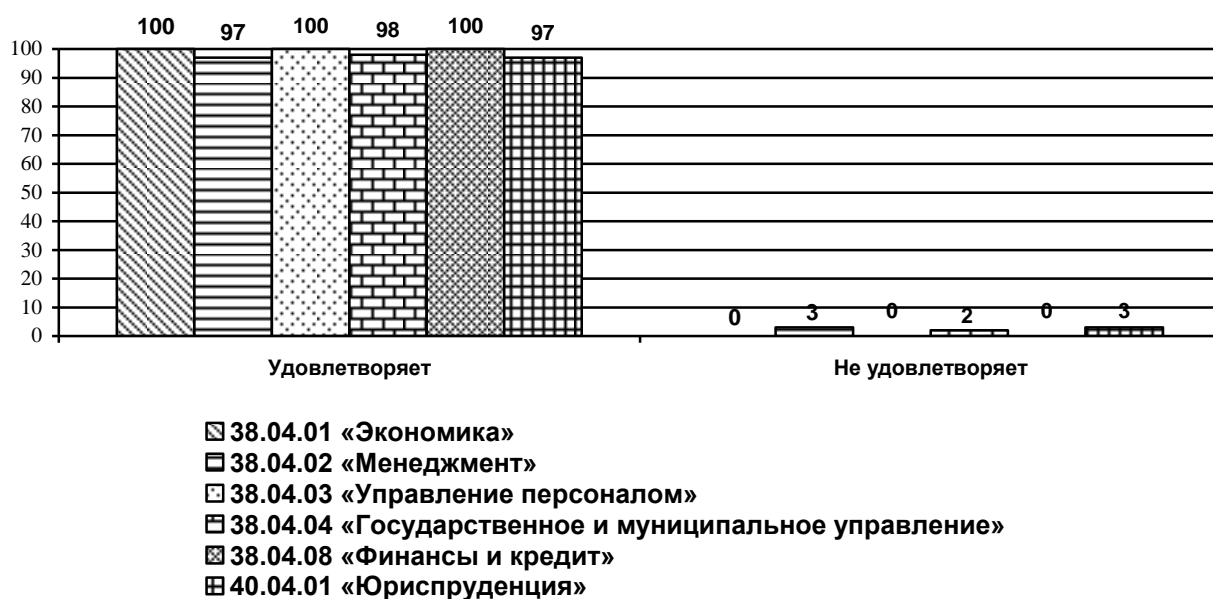 100 97 100 98 100 97
100
90
80
70
60
50
40
30
20
10
0
0 3 0 2 0 3
Удовлетворяет Не удовлетворяет
38.04.01 «Экономика»
38.04.02 «Менеджмент»
38.04.03 «Управление персоналом»
38.04.04 «Государственное и муниципальное управление»
38.04.08 «Финансы и кредит»
40.04.01 «Юриспруденция»